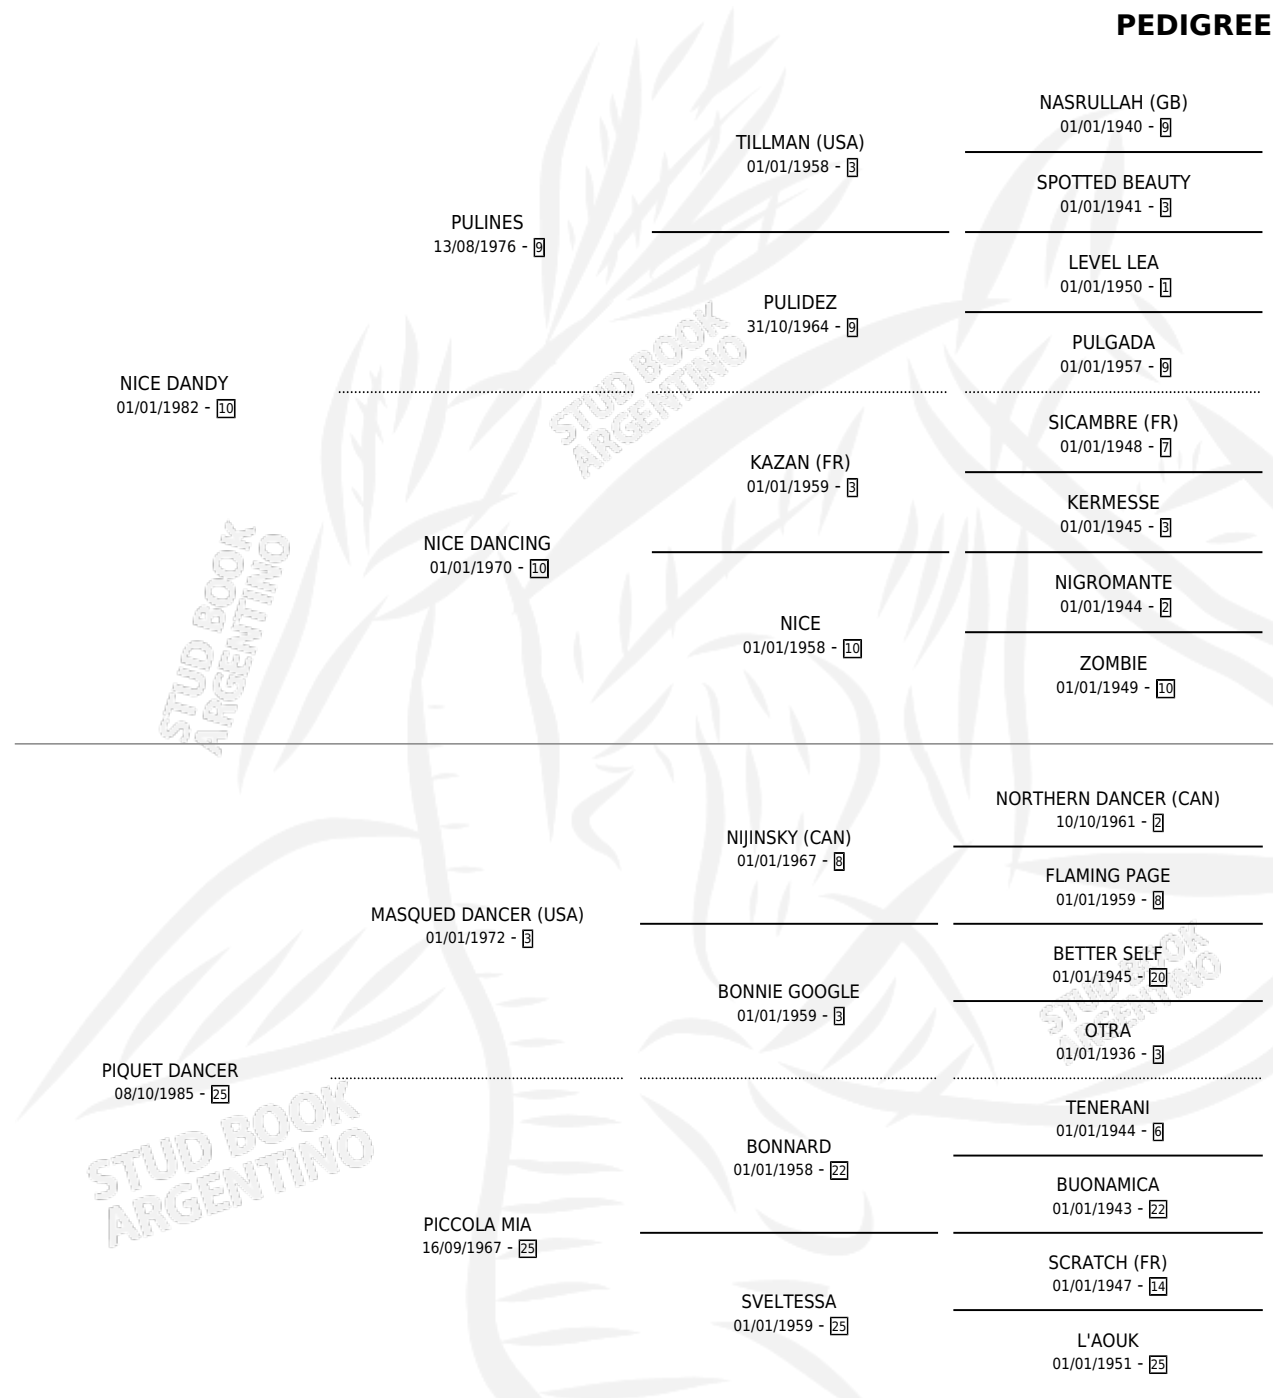 PEDIGREE
NASRULLAH (GB)
01/01/1940 - 9
TILLMAN (USA)
01/01/1958 - 3
SPOTTED BEAUTY
01/01/1941 - 3
PULINES
13/08/1976 - 9
LEVEL LEA
01/01/1950 - 1
PULIDEZ
31/10/1964 - 9
PULGADA
01/01/1957 - 9
NICE DANDY
01/01/1982 - 10
SICAMBRE (FR)
01/01/1948 - 7
KAZAN (FR)
01/01/1959 - 3
KERMESSE
01/01/1945 - 3
NICE DANCING
01/01/1970 - 10
NIGROMANTE
01/01/1944 - 2
NICE
01/01/1958 - 10
ZOMBIE
01/01/1949 - 10
NORTHERN DANCER (CAN)
10/10/1961 - 2
NIJINSKY (CAN)
01/01/1967 - 8
FLAMING PAGE
01/01/1959 - 8
MASQUED DANCER (USA)
01/01/1972 - 3
BETTER SELF
01/01/1945 - 20
BONNIE GOOGLE
01/01/1959 - 3
OTRA
01/01/1936 - 3
PIQUET DANCER
08/10/1985 - 25
TENERANI
01/01/1944 - 6
BONNARD
01/01/1958 - 22
BUONAMICA
01/01/1943 - 22
PICCOLA MIA
16/09/1967 - 25
SCRATCH (FR)
01/01/1947 - 14
SVELTESSA
01/01/1959 - 25
L'AOUK
01/01/1951 - 25
STUD BOOK
ARGENTINO
STUD BOOK
ARGENTINO
STUD BOOK
ARGENTINO
STUD BOOK
ARGENTINO